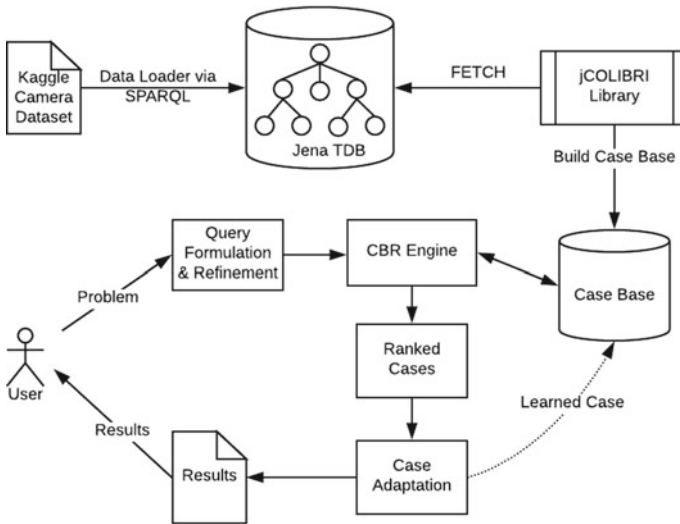 Kaggle
Camera
Dataset
Data Loader via
SPARQL
Jena TDB
FETCH
jCOLIBRI
Library
Build Case Base
Query
Formulation
& Refinement
CBR Engine
Case Base
Problem
User
Ranked
Cases
Learned Case
Results
Results
Case
Adaptation